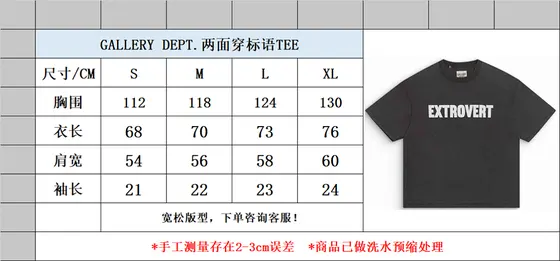 GALLERY DEPT.两面穿标语TEE
尺寸/CM S M L XL
胸围 112 118 124 130
衣长 68 70 73 76
肩宽 54 56 58 60
袖长 21 22 23 24
宽松版型，下单咨询客服！
*手工测量存在2-3cm误差 *商品已做洗水预缩处理
EXTROVERT